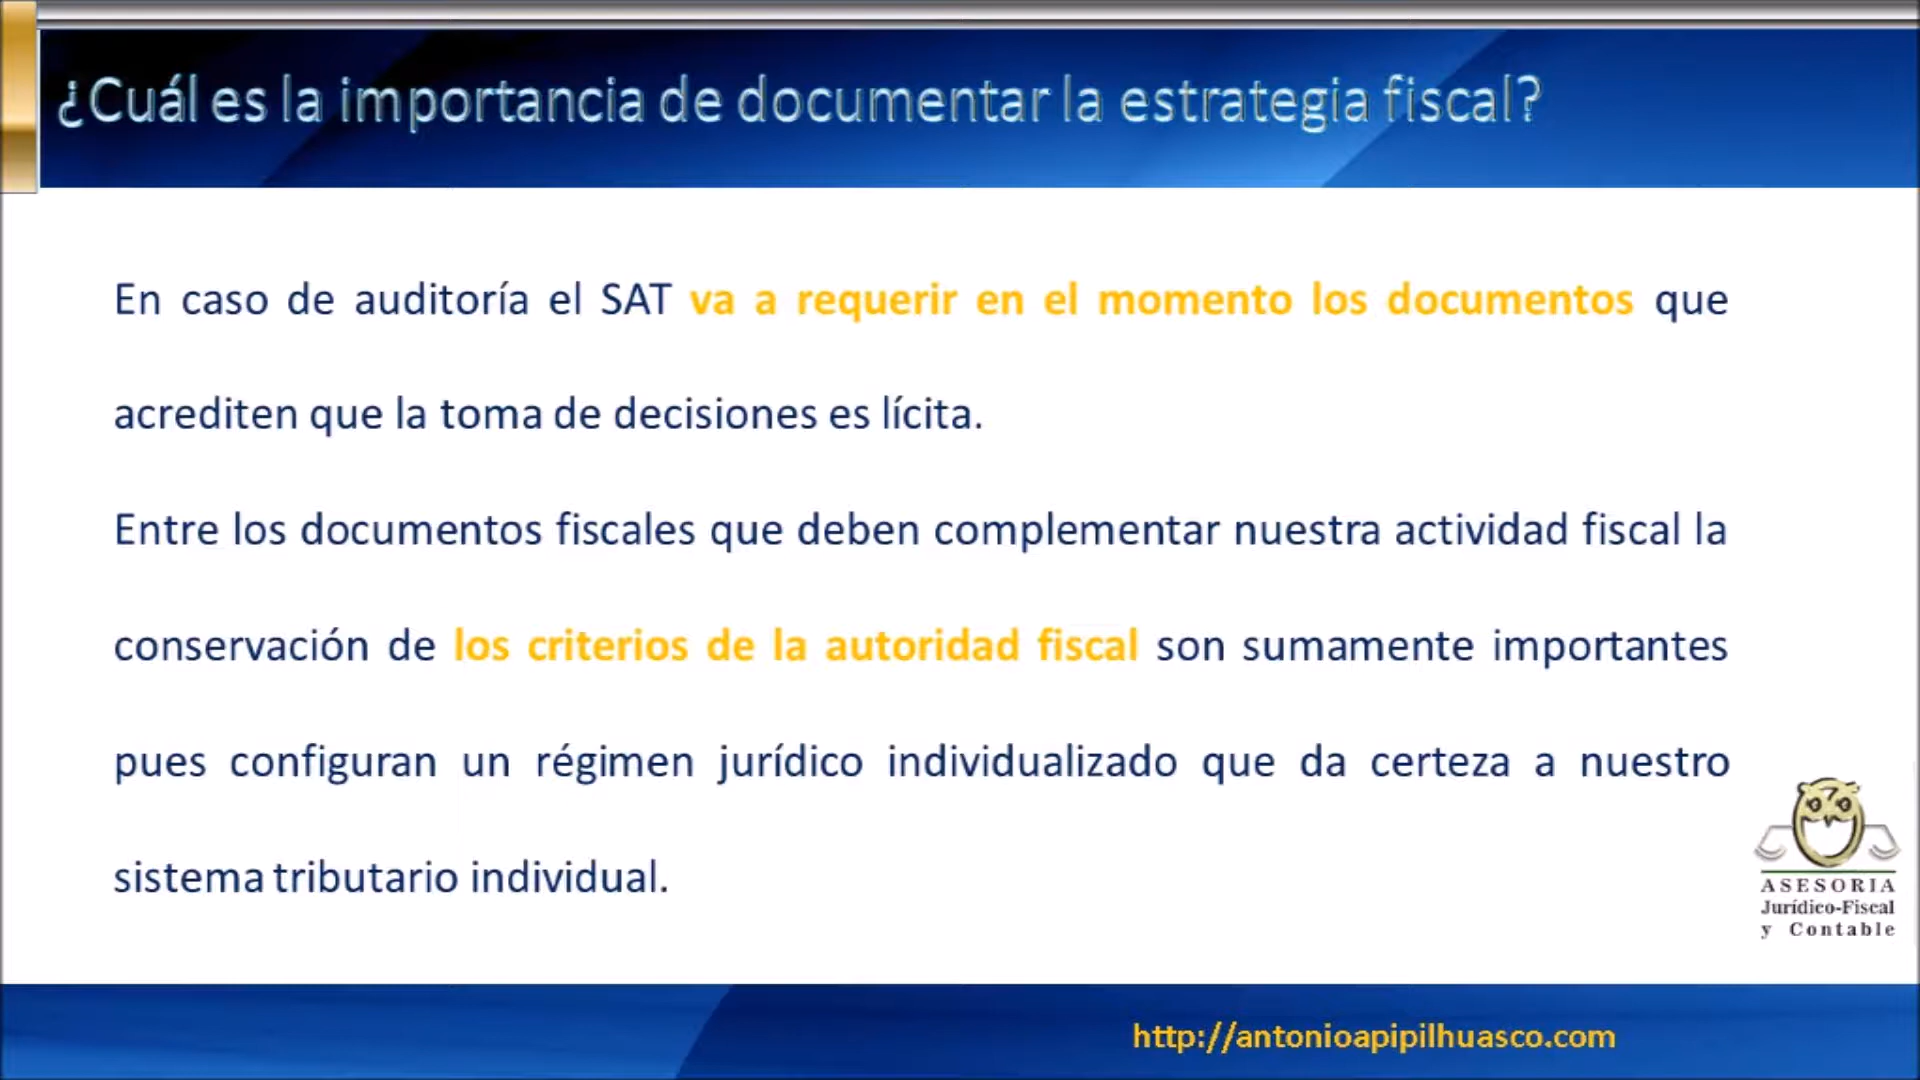 ¿Cuál es la importancia de documentar la estrategia fiscal?
En caso de auditoría el SAT va a requerir en el momento los documentos que
acrediten que la toma de decisiones es lícita.
Entre los documentos fiscales que deben complementar nuestra actividad fiscal la
conservación de los criterios de la autoridad fiscal son sumamente importantes
pues configuran un régimen jurídico individualizado que da certeza a nuestro
sistema tributario individual.
ASESORIA
Jurídico-Fiscal
y Contable
http://antonioapipilhuasco.com